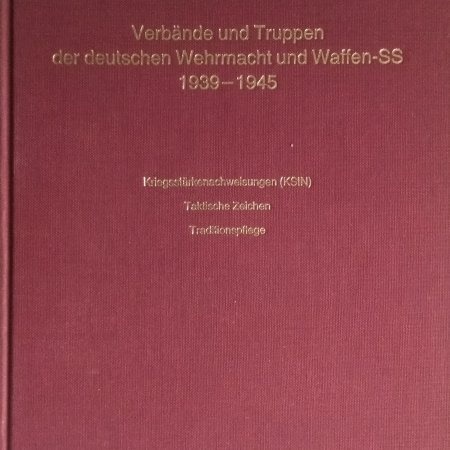 Verbände und Truppen
der deutschen Wehrmacht und Waffen-SS
1939–1945
Kriegsstärkenachweisungen (KStN)
Taktische Zeichen
Traditionspflege